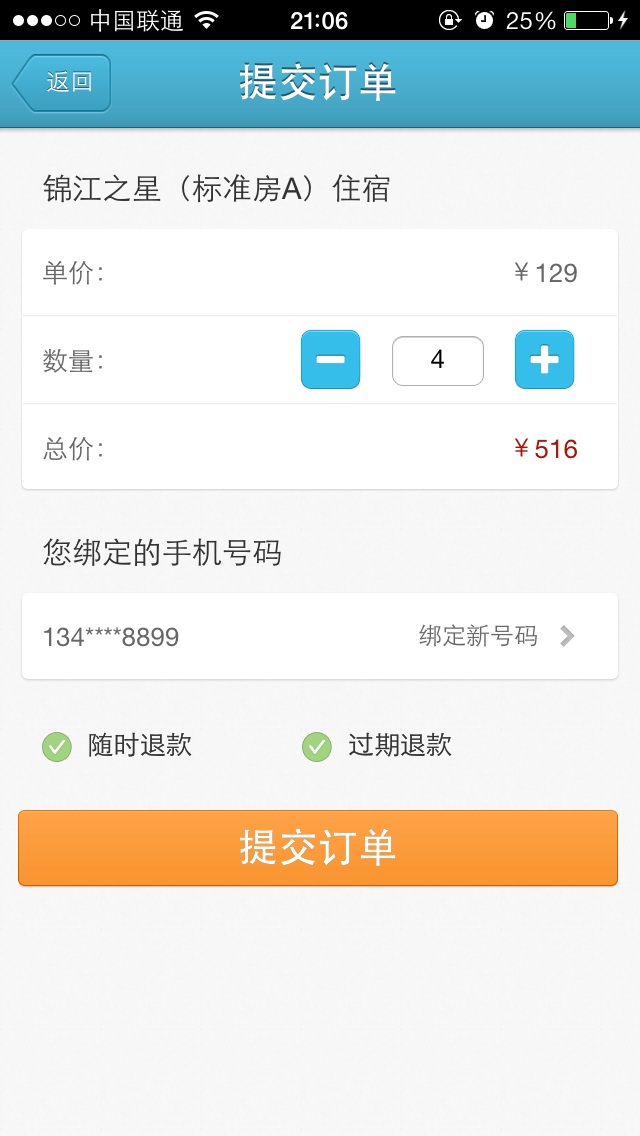 中国联通 21:06 25%
返回 提交订单
锦江之星（标准房A）住宿
单价: ￥129
数量: 4
总价: ￥516
您绑定的手机号码
134****8899 绑定新号码
随时退款 过期退款
提交订单